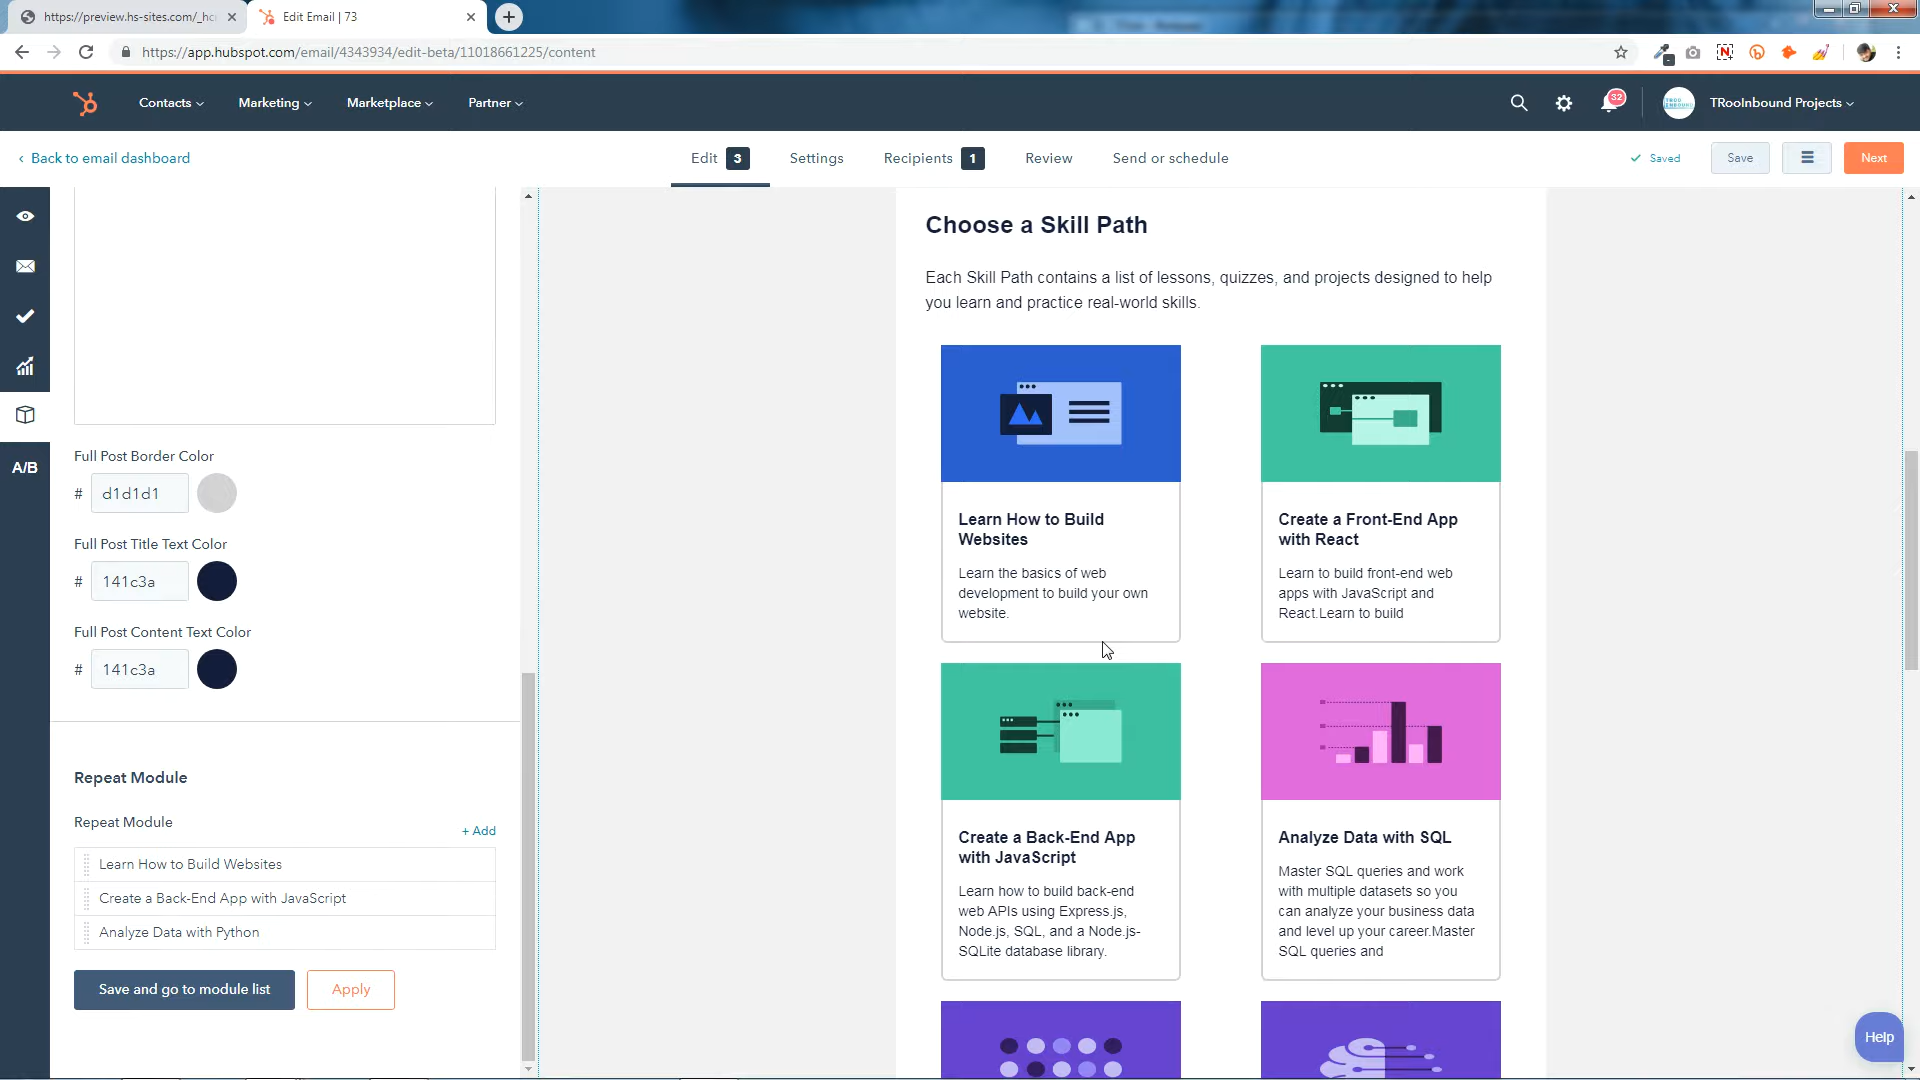 https://preview.hs-sites.com/_hcm
Edit Email | 73
https://app.hubspot.com/email/4343934/edit-beta/11018661225/content
Contacts
Marketing
Marketplace
Partner
32
TRooInbound Projects
Back to email dashboard
Edit 3
Settings
Recipients 1
Review
Send or schedule
Saved
Save
Next
A/B
Full Post Border Color
# d1d1d1
Full Post Title Text Color
# 141c3a
Full Post Content Text Color
# 141c3a
Repeat Module
Repeat Module
+ Add
Learn How to Build Websites
Create a Back-End App with JavaScript
Analyze Data with Python
Save and go to module list
Apply
Choose a Skill Path
Each Skill Path contains a list of lessons, quizzes, and projects designed to help
you learn and practice real-world skills.
Learn How to Build
Websites
Learn the basics of web
development to build your own
website.
Create a Front-End App
with React
Learn to build front-end web
apps with JavaScript and
React.Learn to build
Create a Back-End App
with JavaScript
Learn how to build back-end
web APIs using Express.js,
Node.js, SQL, and a Node.js-
SQLite database library.
Analyze Data with SQL
Master SQL queries and work
with multiple datasets so you
can analyze your business data
and level up your career.Master
SQL queries and
Help